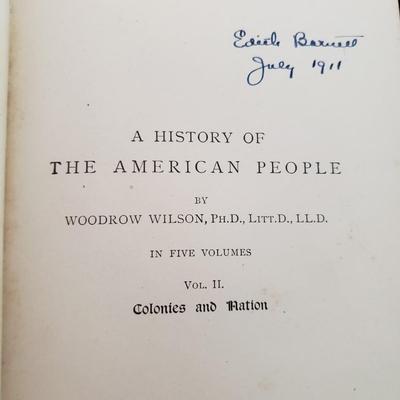 Edith Barnett
July 1911
A HISTORY OF
THE AMERICAN PEOPLE
BY
WOODROW WILSON, PH.D., LITT.D., LL.D.
IN FIVE VOLUMES
VOL. II.
Colonies and Nation